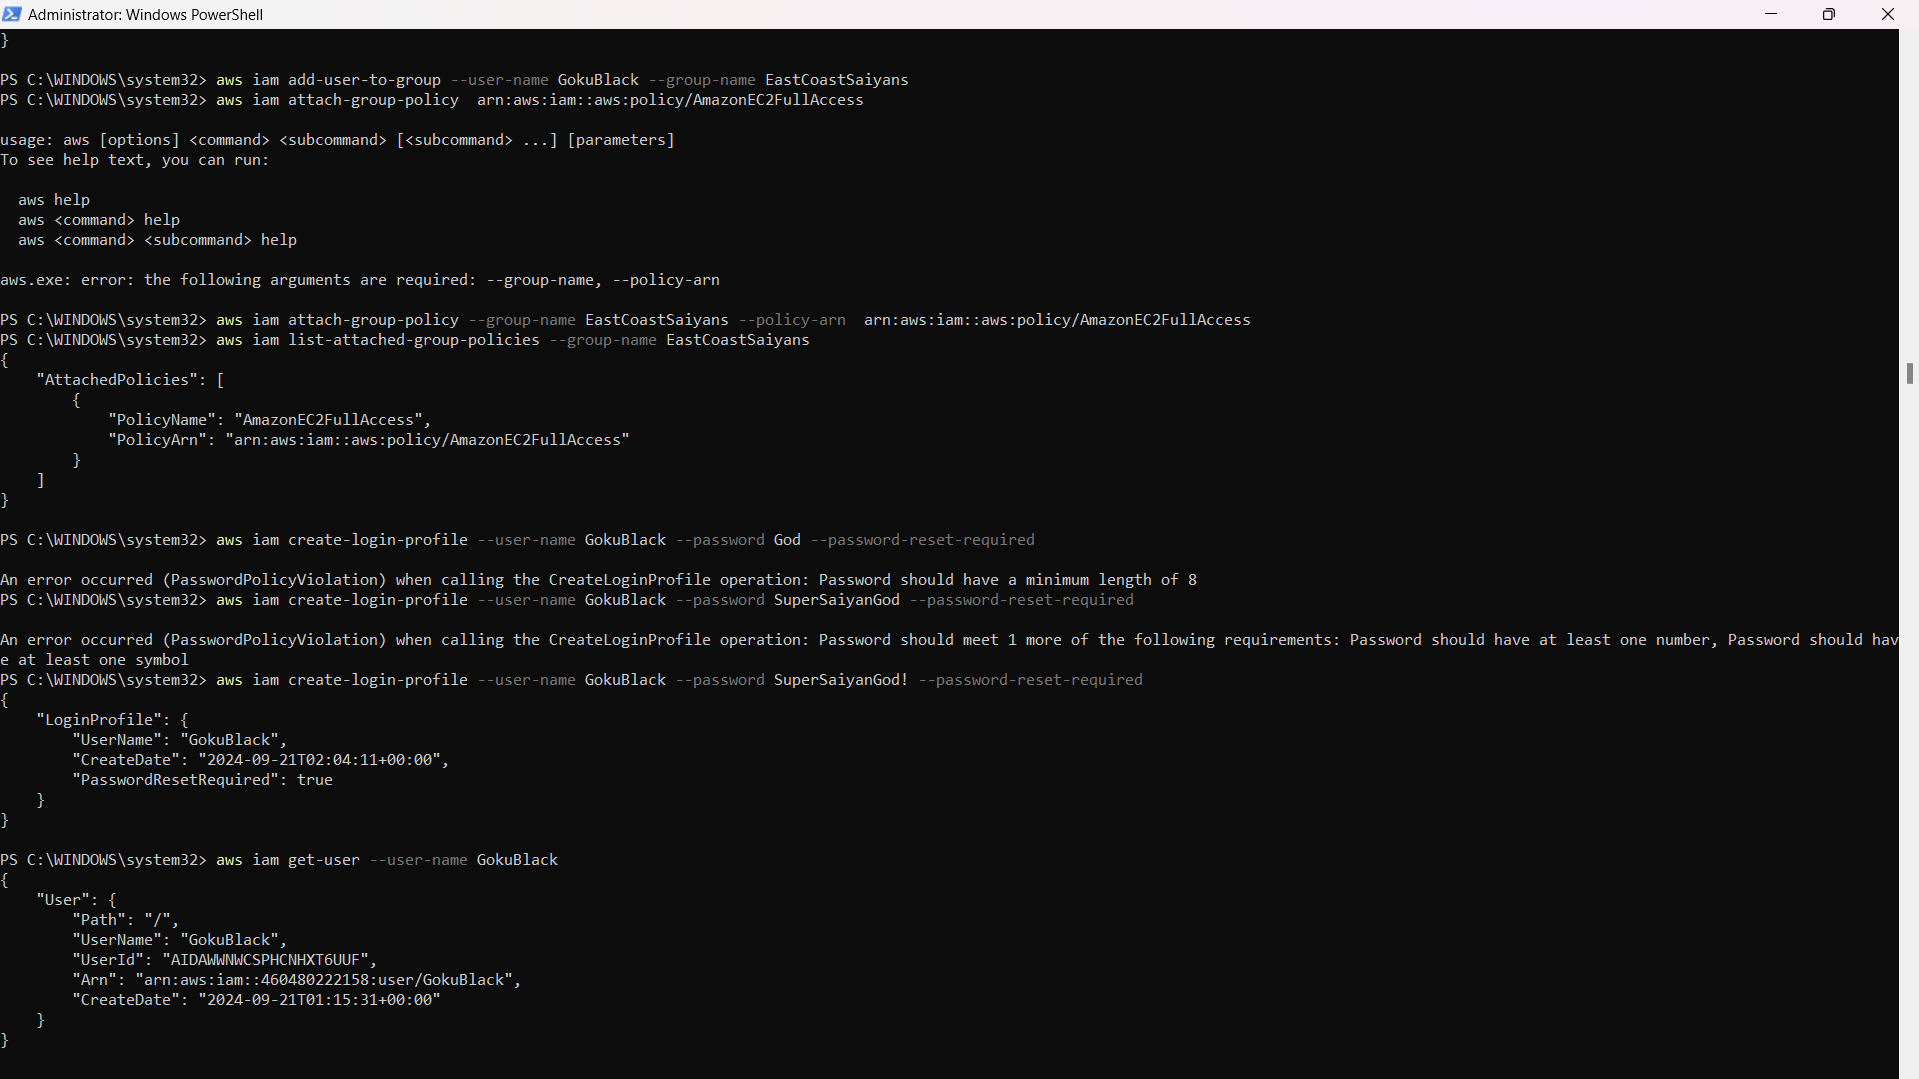 Administrator: Windows PowerShell
}
PS C:\WINDOWS\system32> aws iam add-user-to-group --user-name GokuBlack --group-name EastCoastSaiyans
PS C:\WINDOWS\system32> aws iam attach-group-policy  arn:aws:iam::aws:policy/AmazonEC2FullAccess
usage: aws [options] <command> <subcommand> [<subcommand> ...] [parameters]
To see help text, you can run:
  aws help
  aws <command> help
  aws <command> <subcommand> help
aws.exe: error: the following arguments are required: --group-name, --policy-arn
PS C:\WINDOWS\system32> aws iam attach-group-policy --group-name EastCoastSaiyans --policy-arn  arn:aws:iam::aws:policy/AmazonEC2FullAccess
PS C:\WINDOWS\system32> aws iam list-attached-group-policies --group-name EastCoastSaiyans
{
    "AttachedPolicies": [
        {
            "PolicyName": "AmazonEC2FullAccess",
            "PolicyArn": "arn:aws:iam::aws:policy/AmazonEC2FullAccess"
        }
    ]
}
PS C:\WINDOWS\system32> aws iam create-login-profile --user-name GokuBlack --password God --password-reset-required
An error occurred (PasswordPolicyViolation) when calling the CreateLoginProfile operation: Password should have a minimum length of 8
PS C:\WINDOWS\system32> aws iam create-login-profile --user-name GokuBlack --password SuperSaiyanGod --password-reset-required
An error occurred (PasswordPolicyViolation) when calling the CreateLoginProfile operation: Password should meet 1 more of the following requirements: Password should have at least one number, Password should hav
e at least one symbol
PS C:\WINDOWS\system32> aws iam create-login-profile --user-name GokuBlack --password SuperSaiyanGod! --password-reset-required
{
    "LoginProfile": {
        "UserName": "GokuBlack",
        "CreateDate": "2024-09-21T02:04:11+00:00",
        "PasswordResetRequired": true
    }
}
PS C:\WINDOWS\system32> aws iam get-user --user-name GokuBlack
{
    "User": {
        "Path": "/",
        "UserName": "GokuBlack",
        "UserId": "AIDAWWNWCSPHCNHXT6UUF",
        "Arn": "arn:aws:iam::460480222158:user/GokuBlack",
        "CreateDate": "2024-09-21T01:15:31+00:00"
    }
}